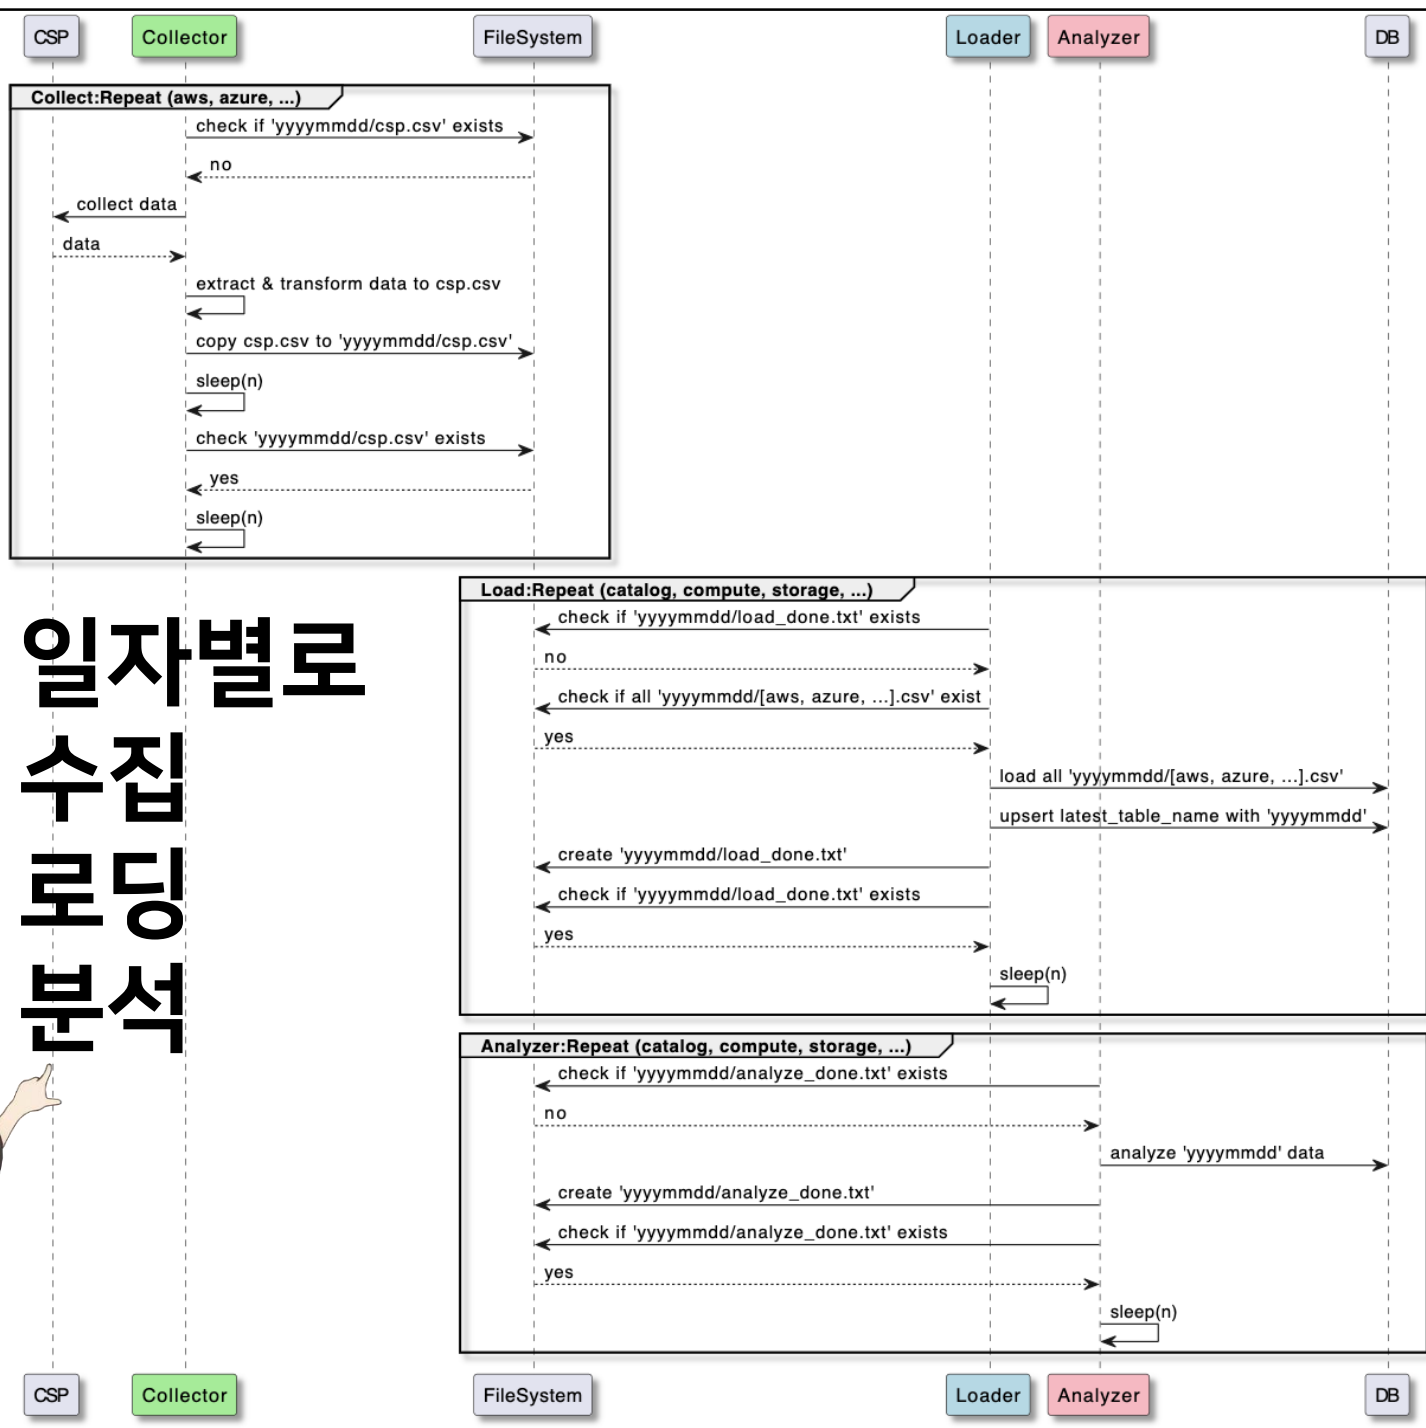 CSP Collector FileSystem Loader Analyzer DB
Collect:Repeat (aws, azure, ...)
check if 'yyyymmdd/csp.csv' exists
no
collect data
data
extract & transform data to csp.csv
copy csp.csv to 'yyyymmdd/csp.csv'
sleep(n)
check 'yyyymmdd/csp.csv' exists
yes
sleep(n)
일자별로
수집
로딩
분석
Load:Repeat (catalog, compute, storage, ...)
check if 'yyyymmdd/load_done.txt' exists
no
check if all 'yyyymmdd/[aws, azure, ...].csv' exist
yes
load all 'yyyymmdd/[aws, azure, ...].csv'
upsert latest_table_name with 'yyyymmdd'
create 'yyyymmdd/load_done.txt'
check if 'yyyymmdd/load_done.txt' exists
yes
sleep(n)
Analyzer:Repeat (catalog, compute, storage, ...)
check if 'yyyymmdd/analyze_done.txt' exists
no
analyze 'yyyymmdd' data
create 'yyyymmdd/analyze_done.txt'
check if 'yyyymmdd/analyze_done.txt' exists
yes
sleep(n)
CSP Collector FileSystem Loader Analyzer DB